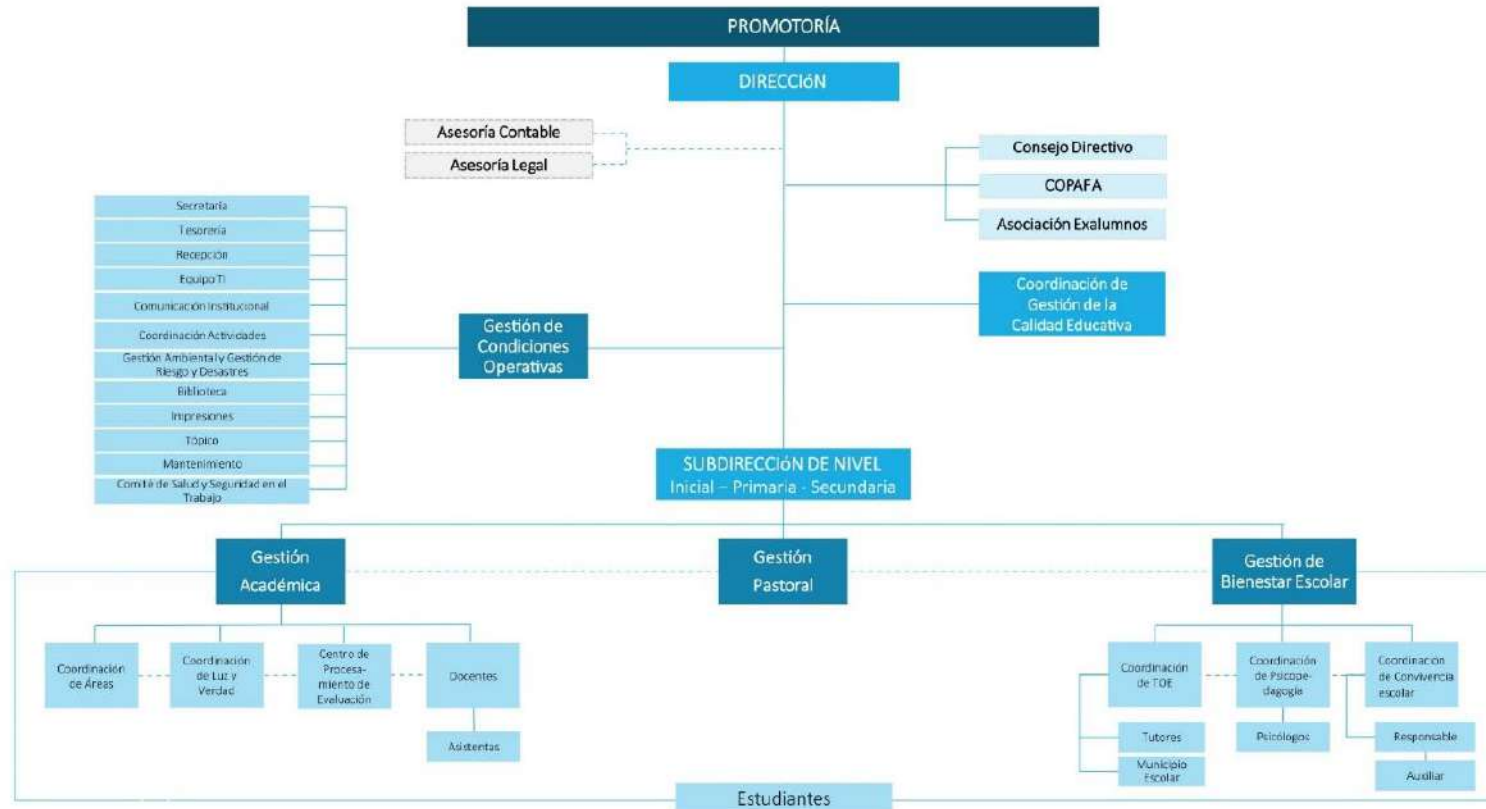 PROMOTORÍA
DIRECCIóN
Asesoría Contable
Asesoría Legal
Consejo Directivo
COPAFA
Asociación Exalumnos
Secretaría
Tesorería
Recepción
Equipo TI
Comunicación Institucional
Coordinación Actividades
Gestión Ambiental y Gestión de
Riesgo y Desastres
Biblioteca
Impresiones
Tópico
Mantenimiento
Comité de Salud y Seguridad en el
Trabajo
Gestión de
Condiciones
Operativas
Coordinación de
Gestión de la
Calidad Educativa
SUBDIRECCIóN DE NIVEL
Inicial – Primaria - Secundaria
Gestión
Académica
Gestión
Pastoral
Gestión de
Bienestar Escolar
Coordinación
de Áreas
Coordinación
de Luz y
Verdad
Centro de
Procesa-
miento de
Evaluación
Docentes
Asistentas
Coordinación
de TOE
Coordinación
de Psicope-
dagogía
Coordinación
de Convivencia
escolar
Tutores
Municipio
Escolar
Psicólogos
Responsable
Auxiliar
Estudiantes